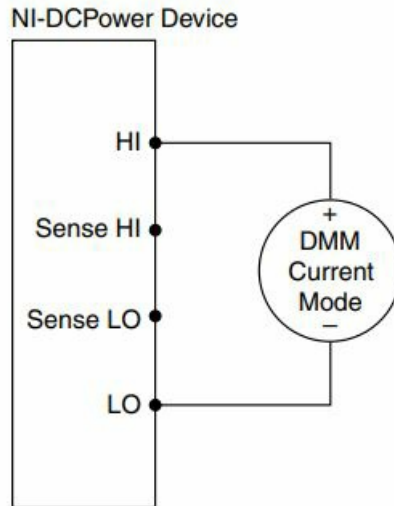 NI-DCPower Device
HI
Sense HI
Sense LO
LO
+
DMM
Current
Mode
–